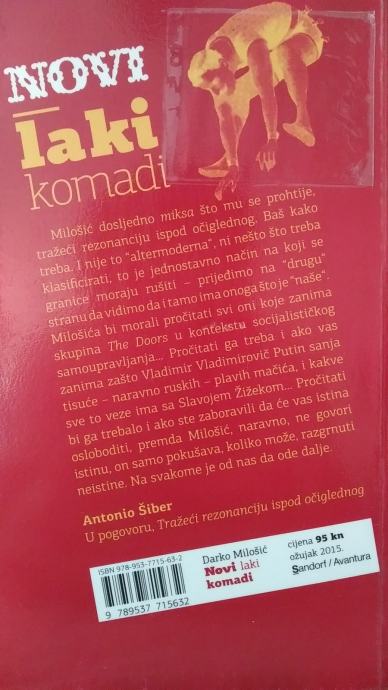 NOVI
laki
komadi
Milošić dosljedno miksa što mu se prohtije,
tražeći rezonanciju ispod očiglednog. Baš kako
treba. I nije to "altermoderna", ni nešto što treba
klasificirati, to je jednostavno način na koji se
granice moraju rušiti – prijeđimo na "drugu"
stranu da vidimo da i tamo ima onoga što je "naše".
Milošića bi morali pročitati svi oni koje zanima
skupina The Doors u kontekstu socijalističkog
samoupravljanja... Pročitati ga treba i ako vas
zanima zašto Vladimir Vladimirovič Putin sanja
tisuće – naravno ruskih – plavih mačića, i kakve
sve to veze ima sa Slavojem Žižekom... Pročitati
bi ga trebalo i ako ste zaboravili da će vas istina
osloboditi, premda Milošić, naravno, ne govori
istinu, on samo pokušava, koliko može, razgrnuti
neistine. Na svakome je od nas da ode dalje.
Antonio Šiber
U pogovoru, Tražeći rezonanciju ispod očiglednog
ISBN 978-953-7715-63-2
9 789537 715632
Darko Milošić
Novi laki
komadi
cijena 95 kn
ožujak 2015.
Sandorf / Avantura